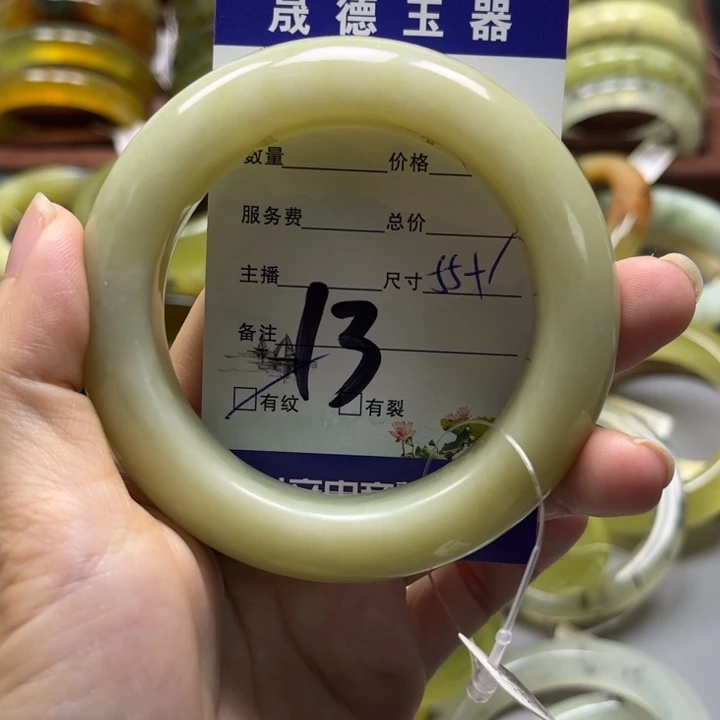 晟德玉器
数量 价格
服务费 总价
主播 尺寸 55+1
备注
13
有纹 有裂